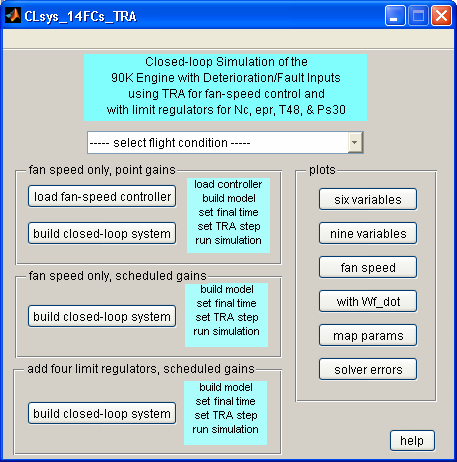 CLsys_14FCs_TRA
Closed-loop Simulation of the
90K Engine with Deterioration/Fault Inputs
using TRA for fan-speed control and
with limit regulators for Nc, epr, T48, & Ps30
----- select flight condition -----
fan speed only, point gains
load fan-speed controller
build closed-loop system
load controller
build model
set final time
set TRA step
run simulation
fan speed only, scheduled gains
build closed-loop system
build model
set final time
set TRA step
run simulation
add four limit regulators, scheduled gains
build closed-loop system
build model
set final time
set TRA step
run simulation
plots
six variables
nine variables
fan speed
with Wf_dot
map params
solver errors
help